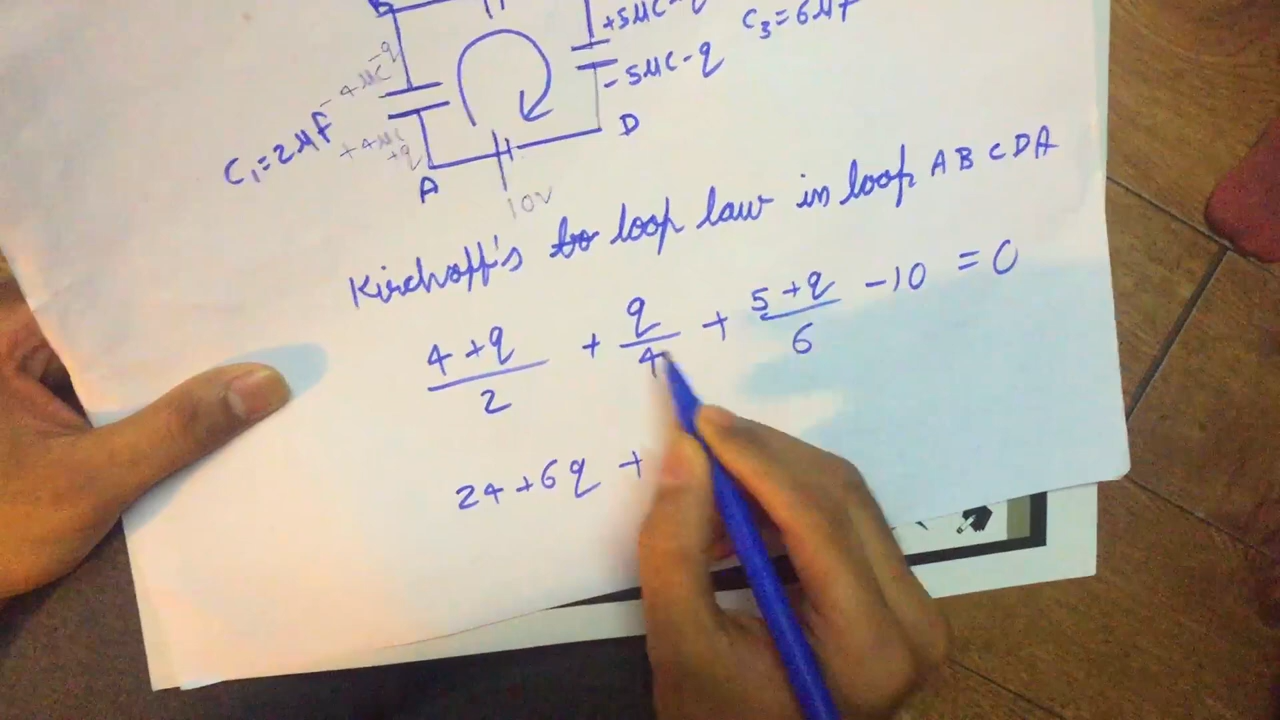 B
+5μC
C₃=6μF
-4μC-q
-5μC-q
C₁=2μF
+4μC
+q
D
A
10V
Kirchoff's loop law in loop ABCDA
4+q/2 + q/4 + 5+q/6 -10 = 0
24+6q +